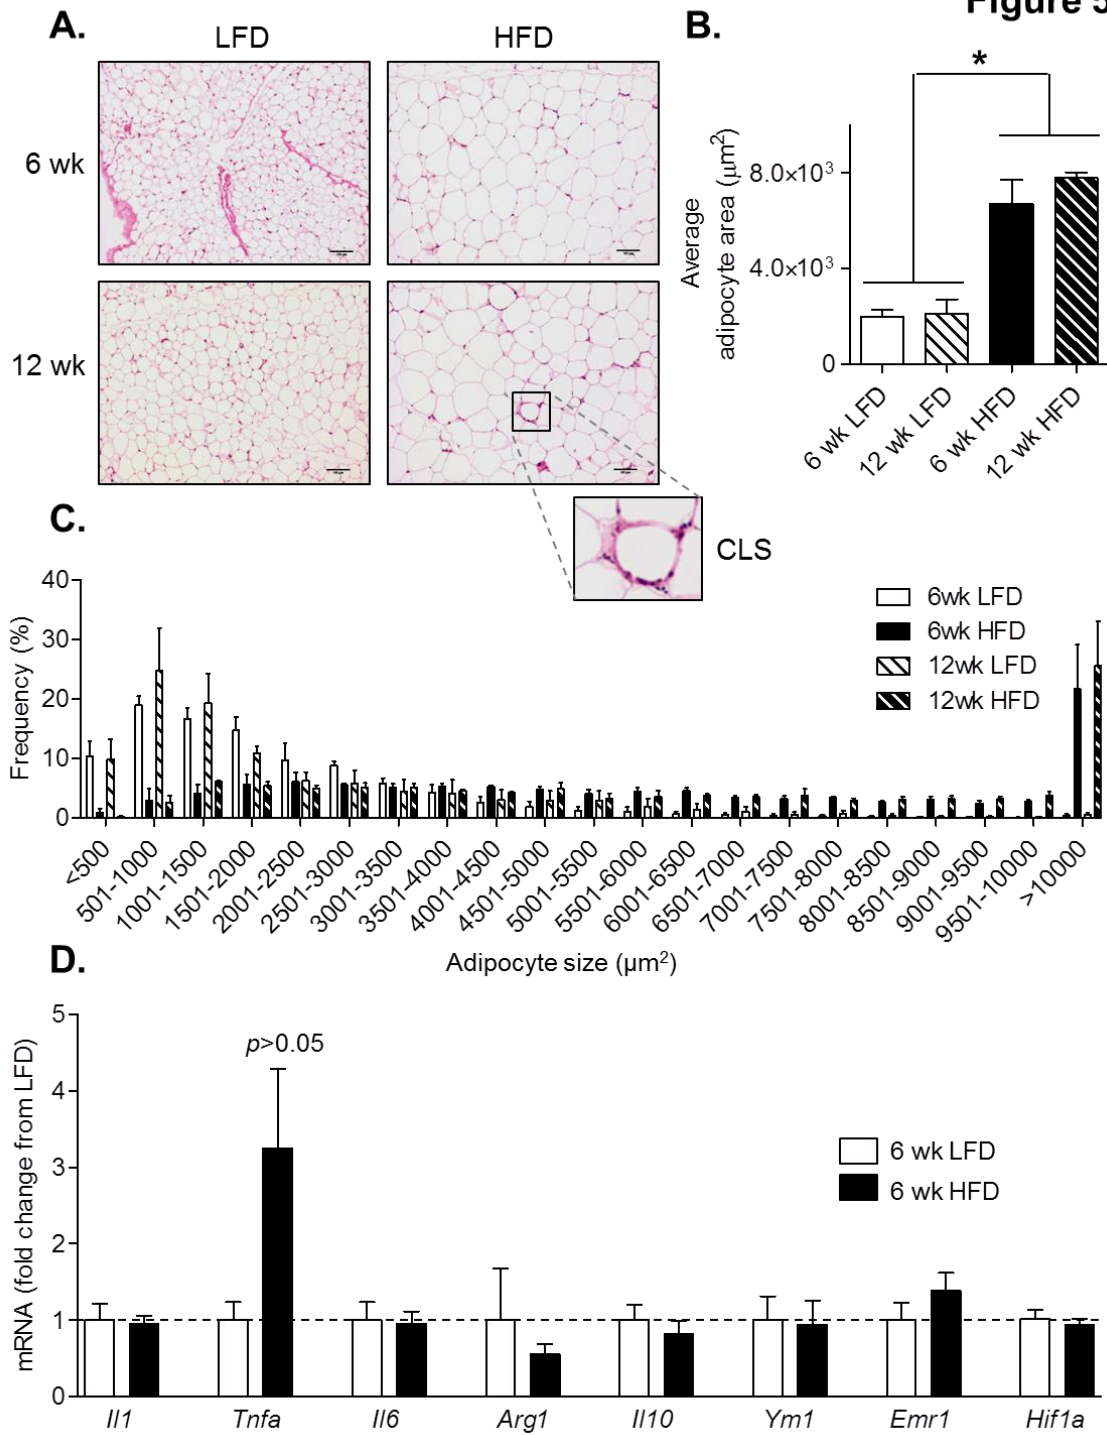 Figure 5
A.
LFD
HFD
6 wk
12 wk
CLS
B.
*
Average
adipocyte area (μm²)
8.0×10³
4.0×10³
0
6 wk LFD
12 wk LFD
6 wk HFD
12 wk HFD
C.
Frequency (%)
40
30
20
10
0
6wk LFD
6wk HFD
12wk LFD
12wk HFD
<500
501-1000
1001-1500
1501-2000
2001-2500
2501-3000
3001-3500
3501-4000
4001-4500
4501-5000
5001-5500
5501-6000
6001-6500
6501-7000
7001-7500
7501-8000
8001-8500
8501-9000
9001-9500
9501-10000
>10000
Adipocyte size (μm²)
D.
mRNA (fold change from LFD)
5
4
3
2
1
0
p>0.05
6 wk LFD
6 wk HFD
Il1
Tnfa
Il6
Arg1
Il10
Ym1
Emr1
Hif1a